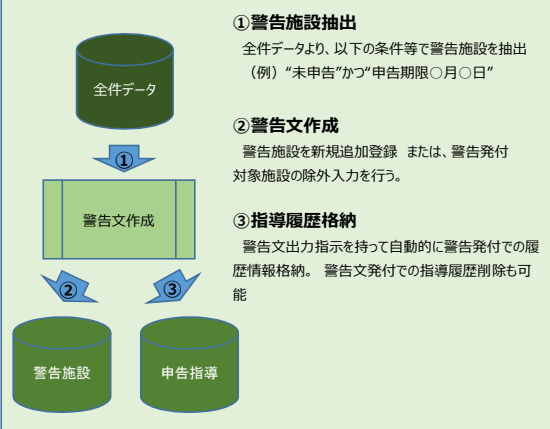 ①警告施設抽出
全件データより、以下の条件等で警告施設を抽出
（例）“未申告”かつ“申告期限○月○日”
全件データ
①
②警告文作成
警告施設を新規追加登録 または、警告発付
対象施設の除外入力を行う。
警告文作成
③指導履歴格納
警告文出力指示を持って自動的に警告発付での履
歴情報格納。 警告文発付での指導履歴削除も可
能
②
③
警告施設
申告指導